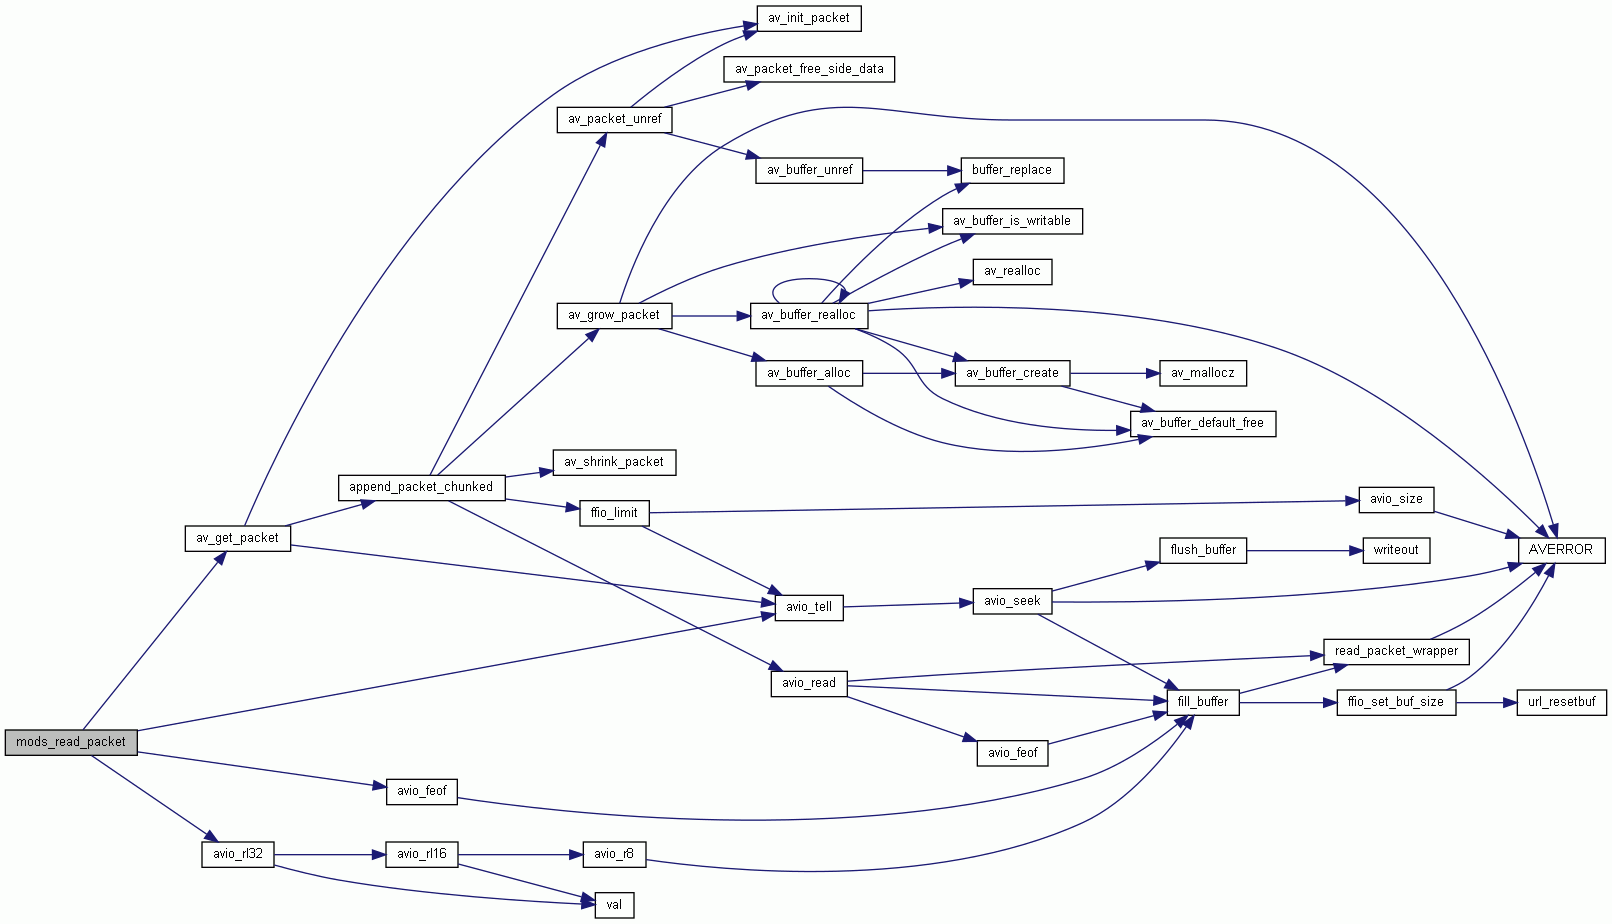 av_init_packet
av_packet_free_side_data
av_packet_unref
av_buffer_unref
buffer_replace
av_buffer_is_writable
av_realloc
av_grow_packet
av_buffer_realloc
av_buffer_alloc
av_buffer_create
av_mallocz
av_buffer_default_free
av_shrink_packet
append_packet_chunked
ffio_limit
avio_size
av_get_packet
flush_buffer
writeout
AVERROR
avio_tell
avio_seek
read_packet_wrapper
avio_read
fill_buffer
ffio_set_buf_size
url_resetbuf
mods_read_packet
avio_feof
avio_feof
avio_rl32
avio_rl16
avio_r8
val